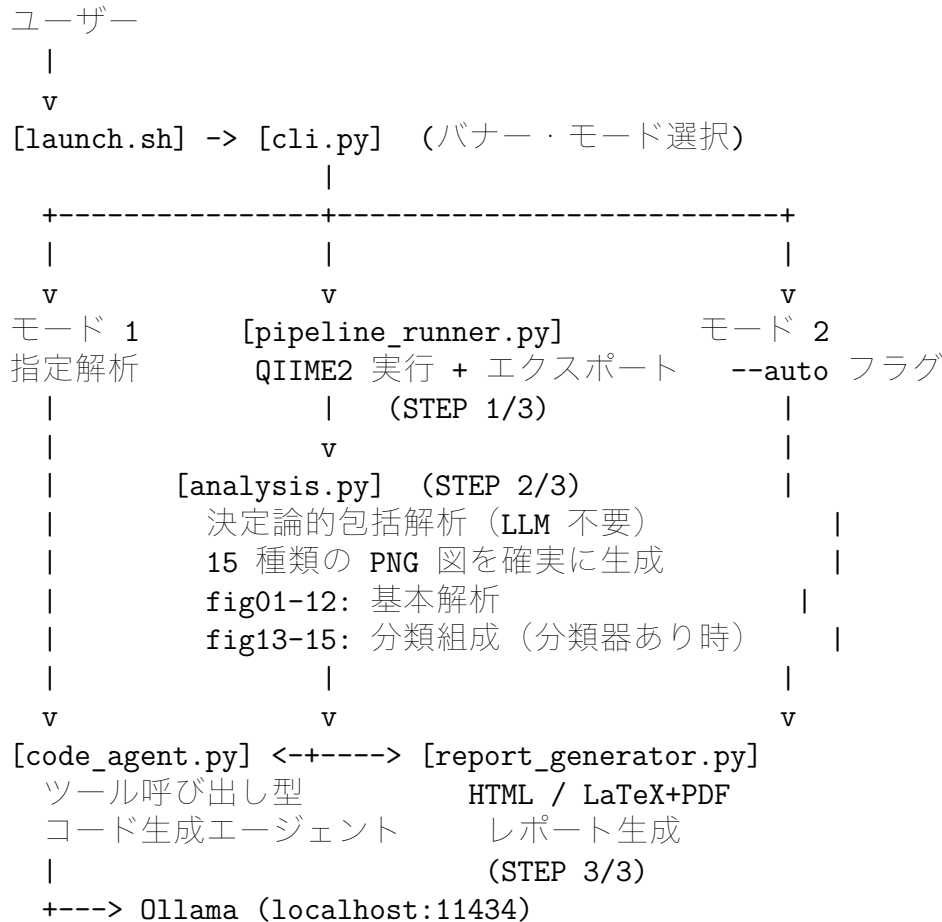 ユーザー
|
v
[launch.sh] -> [cli.py] (バナー・モード選択)
|
+----------------+----------------------------+
| | |
v v v
モード 1 [pipeline_runner.py] モード 2
指定解析 QIIME2 実行 + エクスポート --auto フラグ
| | (STEP 1/3) |
| v |
| [analysis.py] (STEP 2/3) |
| 決定論的包括解析（LLM 不要） |
| 15 種類の PNG 図を確実に生成 |
| fig01-12: 基本解析 |
| fig13-15: 分類組成（分類器あり時） |
| | |
v v v
[code_agent.py] <-+----> [report_generator.py]
ツール呼び出し型 HTML / LaTeX+PDF
コード生成エージェント レポート生成
| (STEP 3/3)
+---> Ollama (localhost:11434)